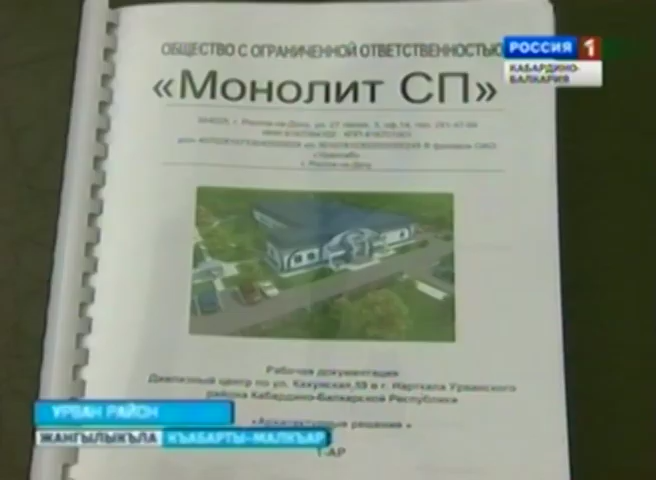 ОБЩЕСТВО С ОГРАНИЧЕННОЙ ОТВЕТСТВЕННОСТЬЮ
РОССИЯ 1
КАБАРДИНО-
БАЛКАРИЯ
«Монолит СП»
г. Ростов-на-Дону
Рабочая документация
Диализный центр по ул. Кахунская, в г. Нарткала Урванского
района Кабардино-Балкарской Республики
«Архитектурные решения »
1-АР
УРВАН РАЙОН
ЖАНГЫЛЫКЪЛА КЪАБАРТЫ-МАЛКЪАР